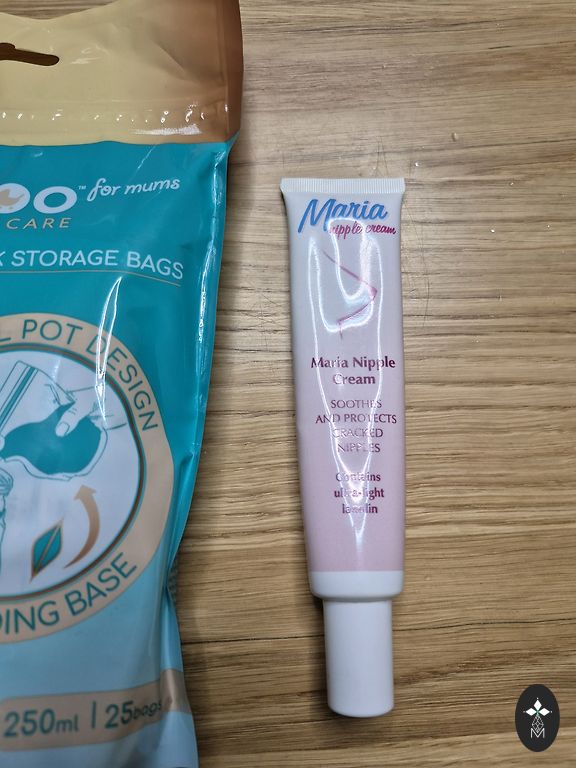 for mums
CARE
STORAGE BAGS
POT DESIGN
BASE
250ml | 25bags
Maria
nipple cream
Maria Nipple
Cream
SOOTHES
AND PROTECTS
CRACKED
NIPPLES
Contains
ultra-light
lanolin
M